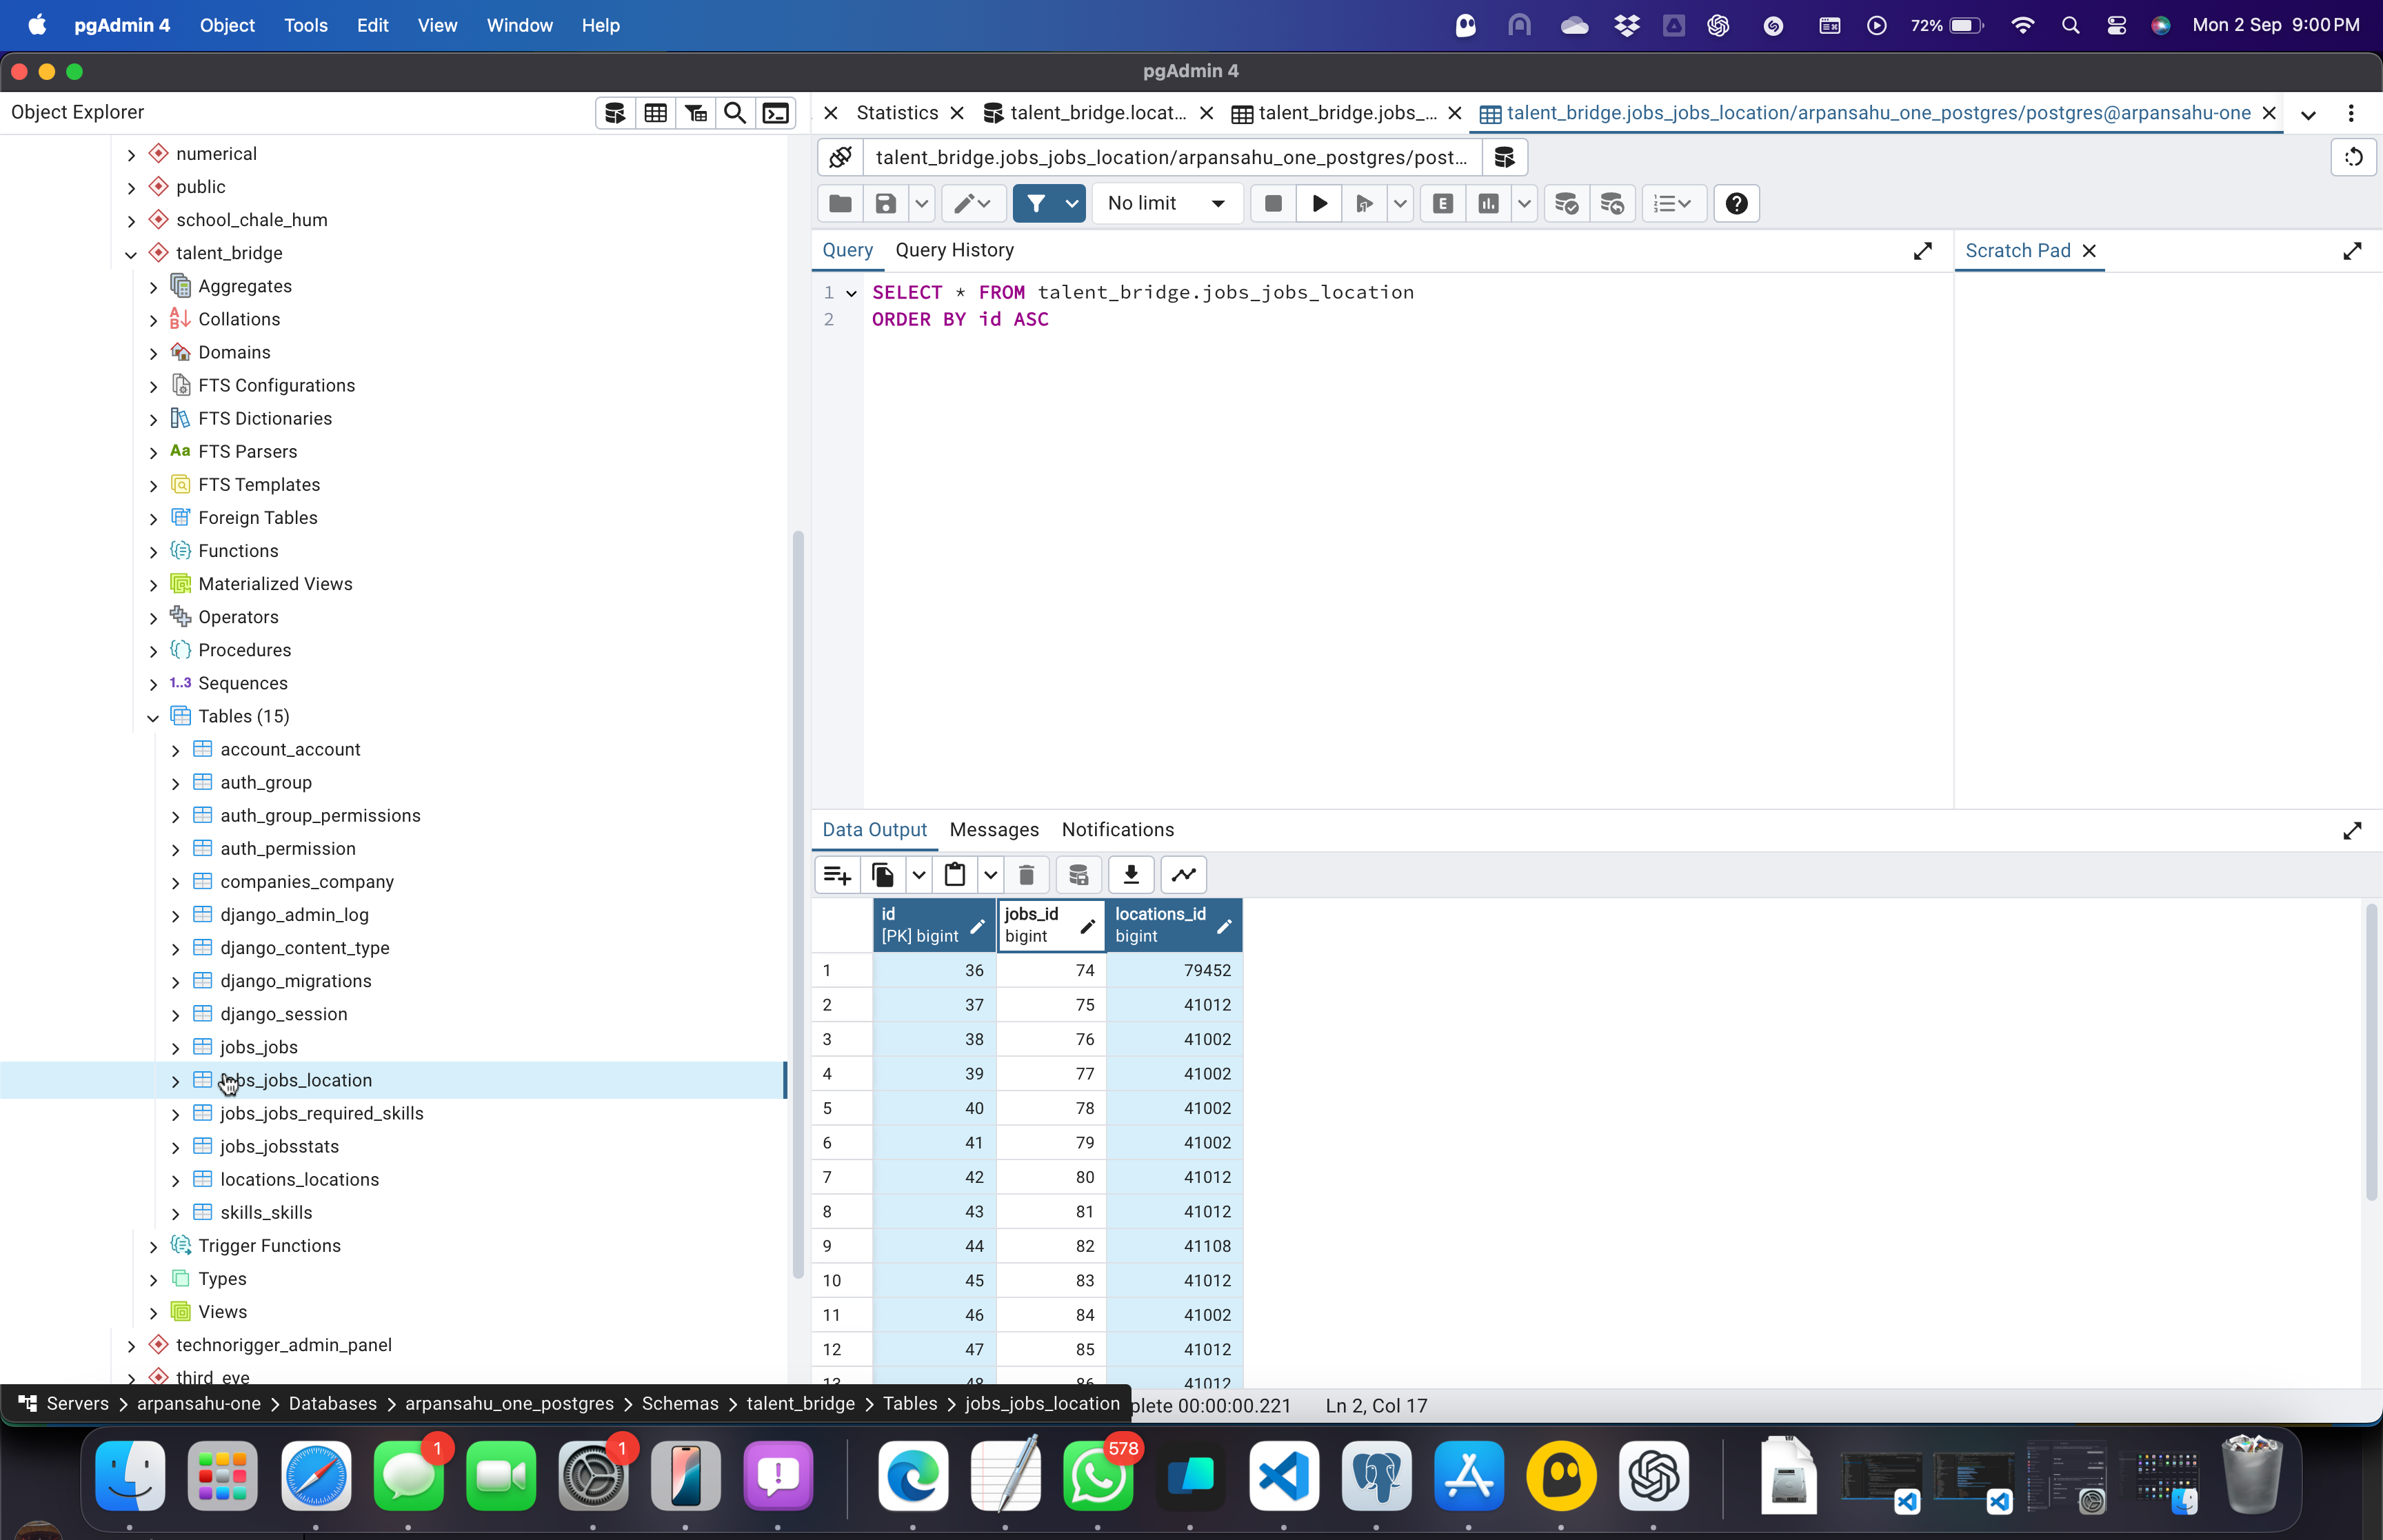 pgAdmin 4 Object Tools Edit View Window Help 72% Mon 2 Sep 9:00 PM
pgAdmin 4
Object Explorer
Statistics talent_bridge.locat... talent_bridge.jobs_... talent_bridge.jobs_jobs_location/arpansahu_one_postgres/postgres@arpansahu-one
talent_bridge.jobs_jobs_location/arpansahu_one_postgres/post...
No limit
E
Query Query History
Scratch Pad
1 SELECT * FROM talent_bridge.jobs_jobs_location
2 ORDER BY id ASC
numerical
public
school_chale_hum
talent_bridge
Aggregates
Collations
Domains
FTS Configurations
FTS Dictionaries
Aa FTS Parsers
FTS Templates
Foreign Tables
Functions
Materialized Views
Operators
Procedures
1..3 Sequences
Tables (15)
account_account
auth_group
auth_group_permissions
auth_permission
companies_company
django_admin_log
django_content_type
django_migrations
django_session
jobs_jobs
jobs_jobs_location
jobs_jobs_required_skills
jobs_jobsstats
locations_locations
skills_skills
Trigger Functions
Types
Views
technorigger_admin_panel
third_eye
Data Output Messages Notifications
id jobs_id locations_id
[PK] bigint bigint bigint
1 36 74 79452
2 37 75 41012
3 38 76 41002
4 39 77 41002
5 40 78 41002
6 41 79 41002
7 42 80 41012
8 43 81 41012
9 44 82 41108
10 45 83 41012
11 46 84 41002
12 47 85 41012
13 48 86 41012
Servers > arpansahu-one > Databases > arpansahu_one_postgres > Schemas > talent_bridge > Tables > jobs_jobs_location
plete 00:00:00.221 Ln 2, Col 17
1
1
578